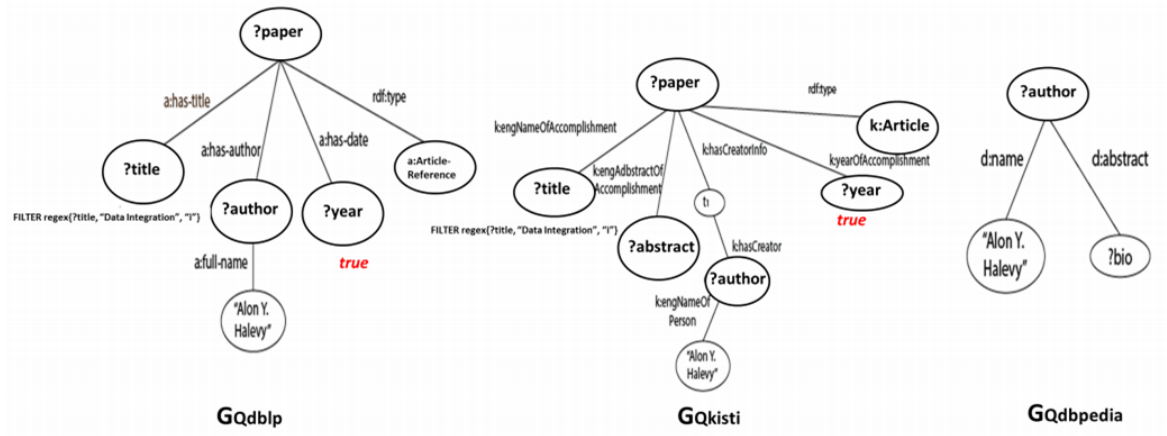 ?paper
a:has-title
rdf:type
a:has-author
a:has-date
?title
a:Article-
Reference
?author
?year
FILTER regex{?title, "Data Integration", "I"}
true
a:full-name
"Alon Y.
Halevy"
GQdblp
?paper
rdf:type
k:engNameOfAccomplishment
k:Article
k:hasCreatorInfo
k:yearOfAccomplishment
k:engAdbstractOf
Accomplishment
?title
?year
t1
true
FILTER regex{?title, "Data Integration", "I"}
?abstract
k:hasCreator
?author
k:engNameOf
Person
"Alon Y.
Halevy"
GQkisti
?author
d:name
d:abstract
"Alon Y.
Halevy"
?bio
GQdbpedia